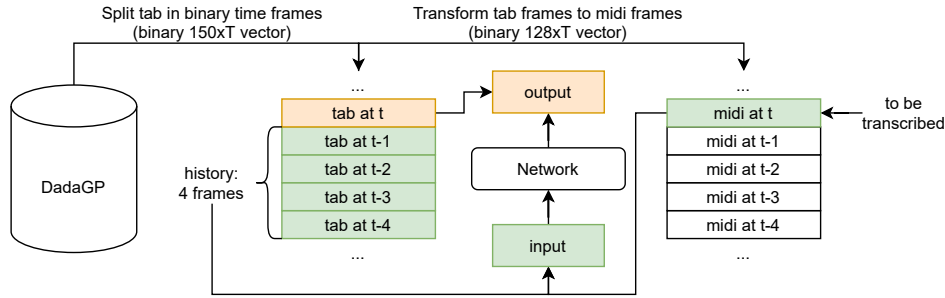 Split tab in binary time frames
(binary 150xT vector)
Transform tab frames to midi frames
(binary 128xT vector)
DadaGP
history:
4 frames
...
tab at t
tab at t-1
tab at t-2
tab at t-3
tab at t-4
...
output
Network
input
...
midi at t
midi at t-1
midi at t-2
midi at t-3
midi at t-4
...
to be
transcribed